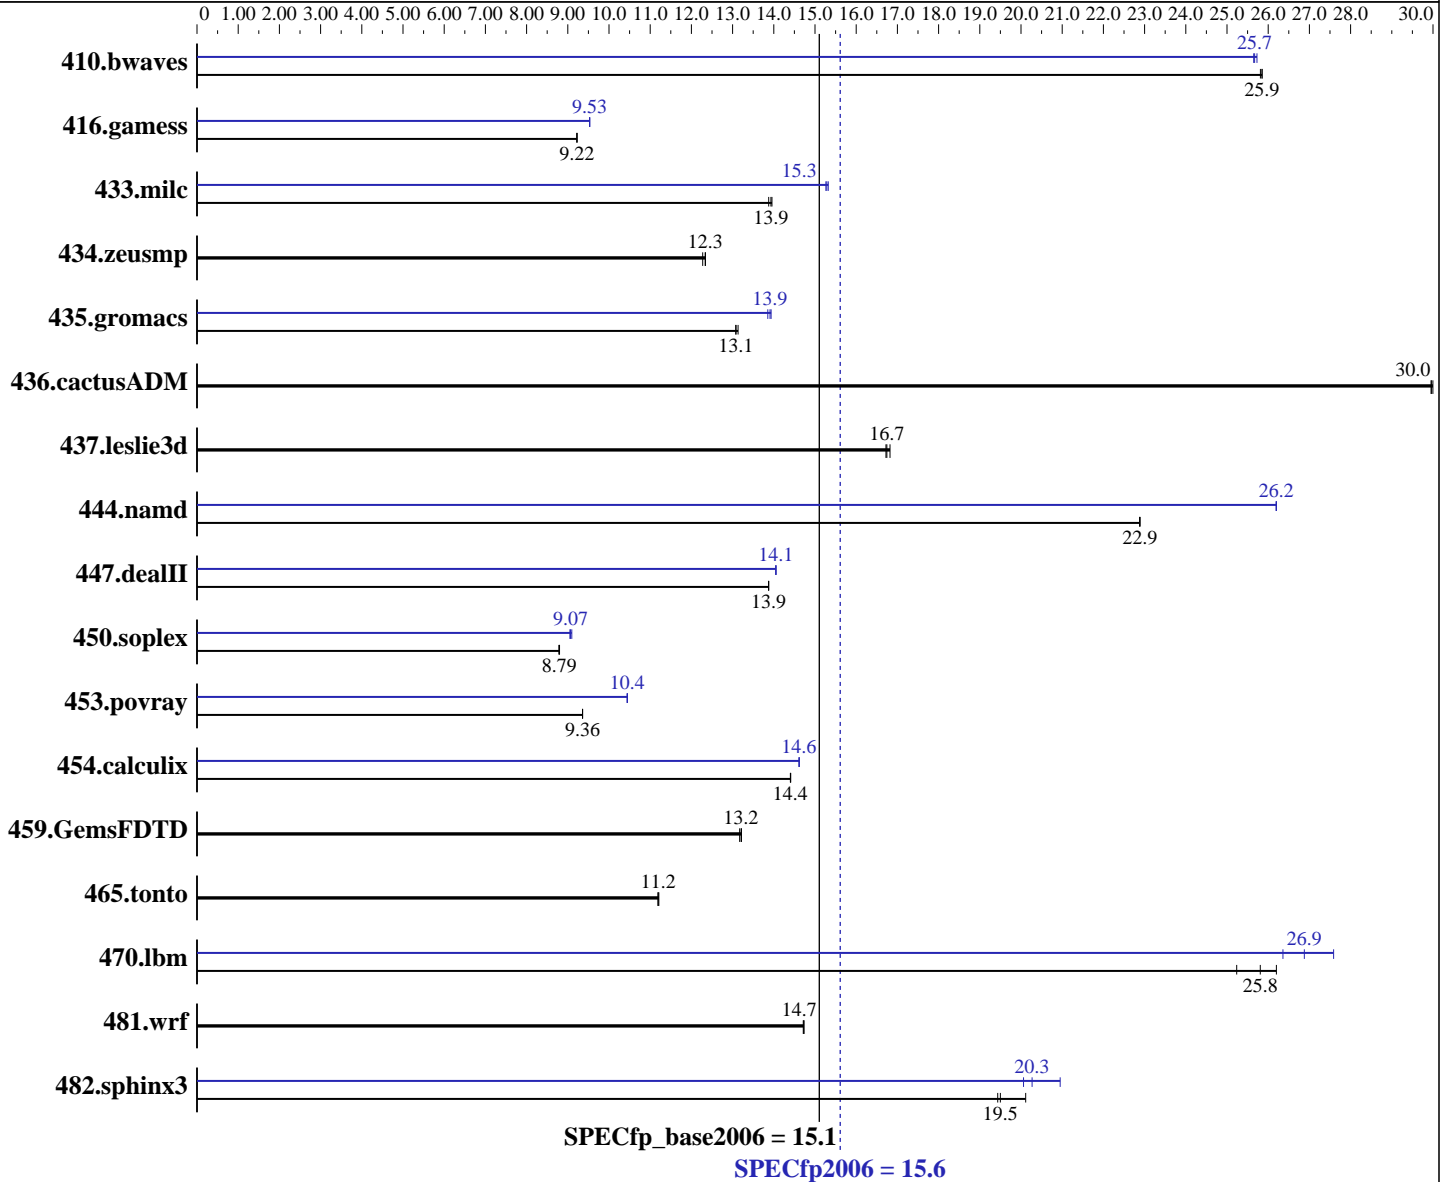 0 1.00 2.00 3.00 4.00 5.00 6.00 7.00 8.00 9.00 10.0 11.0 12.0 13.0 14.0 15.0 16.0 17.0 18.0 19.0 20.0 21.0 22.0 23.0 24.0 25.0 26.0 27.0 28.0 30.0
25.7
410.bwaves
25.9
9.53
416.gamess
9.22
15.3
433.milc
13.9
12.3
434.zeusmp
13.9
435.gromacs
13.1
30.0
436.cactusADM
16.7
437.leslie3d
26.2
444.namd
22.9
14.1
447.dealII
13.9
9.07
450.soplex
8.79
10.4
453.povray
9.36
14.6
454.calculix
14.4
13.2
459.GemsFDTD
11.2
465.tonto
26.9
470.lbm
25.8
14.7
481.wrf
20.3
482.sphinx3
19.5
SPECfp_base2006 = 15.1
SPECfp2006 = 15.6